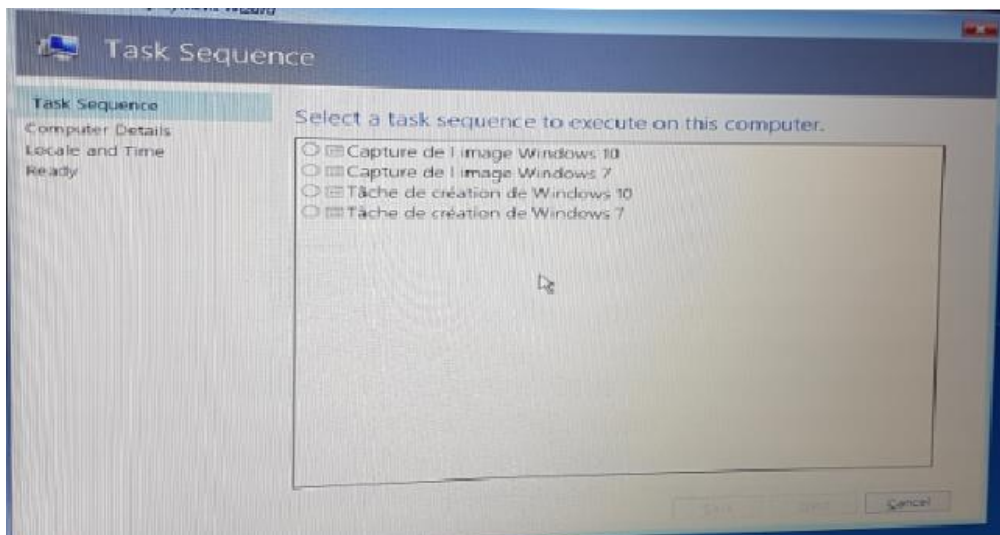 Wizard
Task Sequence
Task Sequence
Computer Details
Locale and Time
Ready
Select a task sequence to execute on this computer.
Capture de l'image Windows 10
Capture de l'image Windows 7
Tâche de création de Windows 10
Tâche de création de Windows 7
Cancel